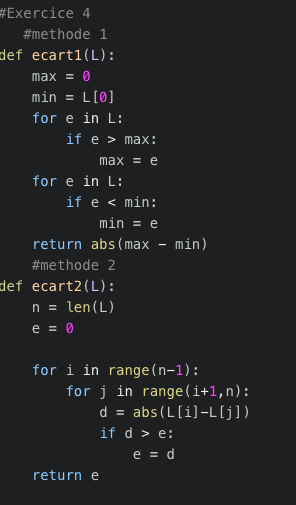 #Exercice 4
   #methode 1
def ecart1(L):
    max = 0
    min = L[0]
    for e in L:
        if e > max:
            max = e
    for e in L:
        if e < min:
            min = e
    return abs(max - min)
    #methode 2
def ecart2(L):
    n = len(L)
    e = 0

    for i in range(n-1):
        for j in range(i+1,n):
            d = abs(L[i]-L[j])
            if d > e:
                e = d
    return e